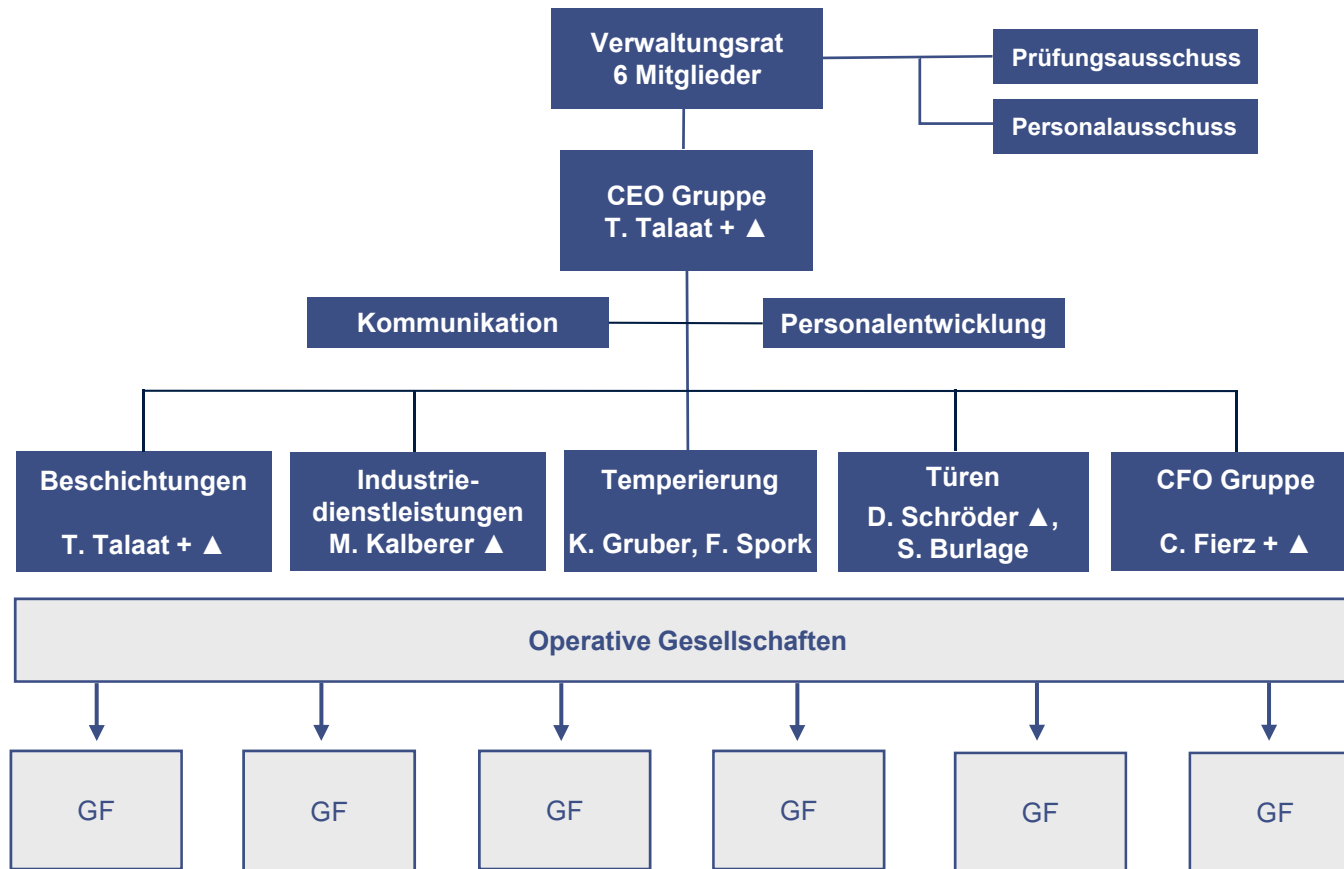 Verwaltungsrat
6 Mitglieder
Prüfungsausschuss
Personalausschuss
CEO Gruppe
T. Talaat + ▲
Kommunikation
Personalentwicklung
Beschichtungen
T. Talaat + ▲
Industrie-
dienstleistungen
M. Kalberer ▲
Temperierung
K. Gruber, F. Spork
Türen
D. Schröder ▲,
S. Burlage
CFO Gruppe
C. Fierz + ▲
Operative Gesellschaften
GF
GF
GF
GF
GF
GF